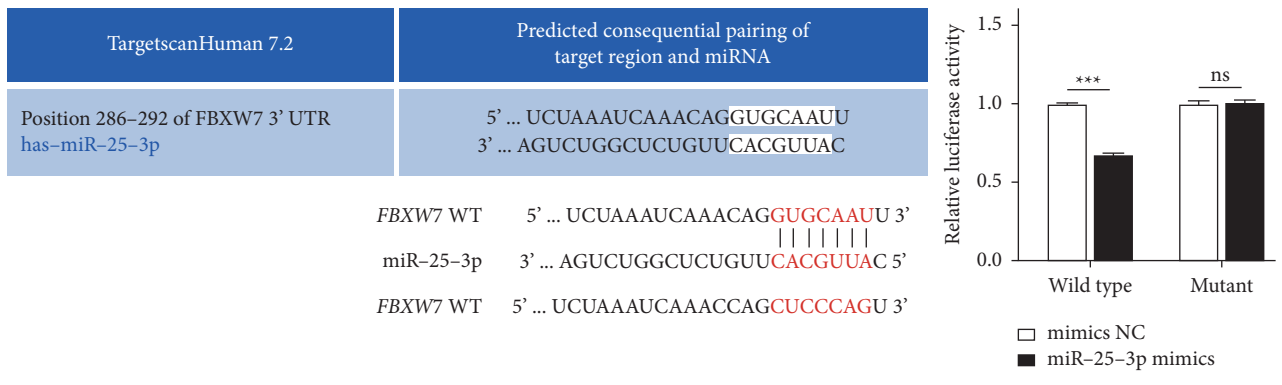 TargetscanHuman 7.2
Predicted consequential pairing of
target region and miRNA
Position 286–292 of FBXW7 3' UTR
has–miR–25–3p
5' ... UCUAAAUCAAACAGGUGCAAUU
3' ... AGUCUGGCUCUGUUCACGUUAC
FBXW7 WT 5' ... UCUAAAUCAAACAGGUGCAAUU 3'
miR–25–3p 3' ... AGUCUGGCUCUGUUCACGUUAC 5'
FBXW7 WT 5' ... UCUAAAUCAAACCAGCUCCCAGU 3'
Relative luciferase activity
1.5
1.0
0.5
0.0
***
ns
Wild type Mutant
mimics NC
miR–25–3p mimics